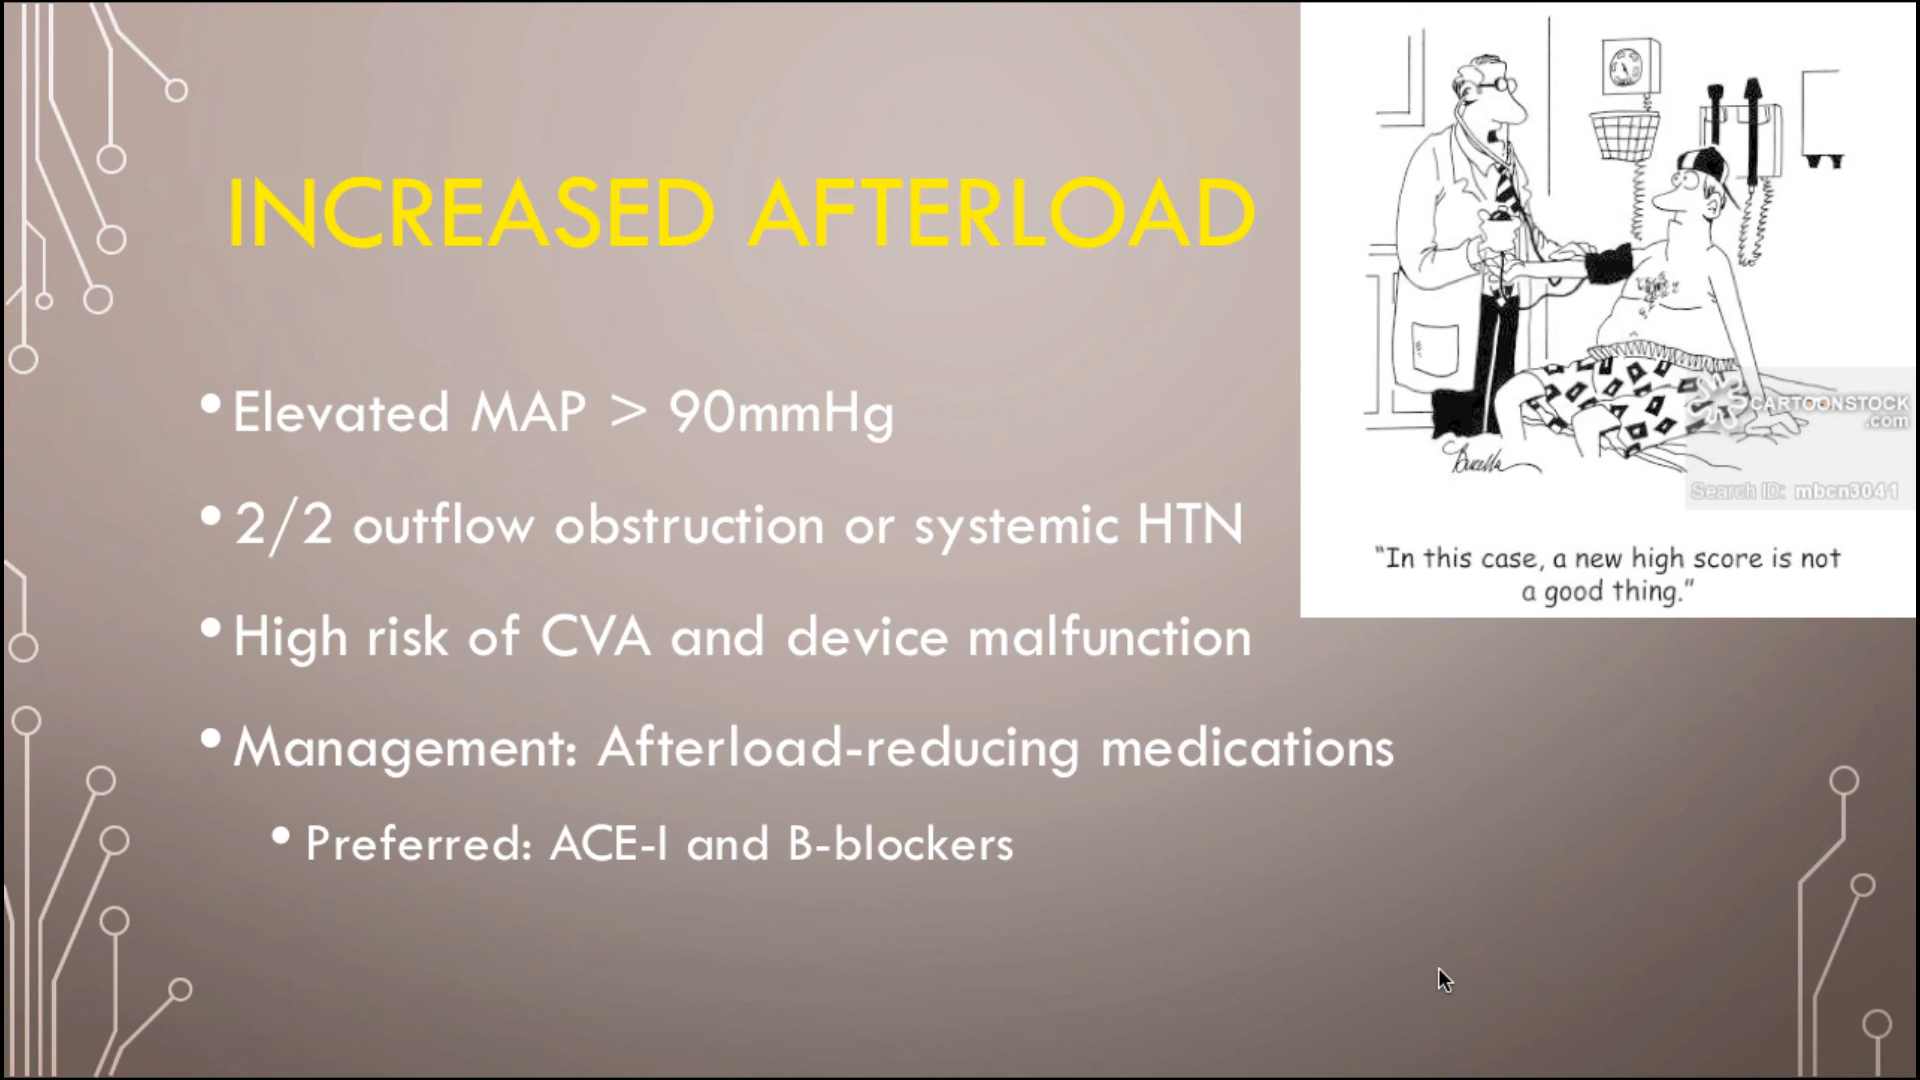 INCREASED AFTERLOAD
• Elevated MAP > 90mmHg
• 2/2 outflow obstruction or systemic HTN
• High risk of CVA and device malfunction
• Management: Afterload-reducing medications
• Preferred: ACE-I and B-blockers
Bucella
CARTOONSTOCK
.com
Search ID: mbcn3041
"In this case, a new high score is not
a good thing."